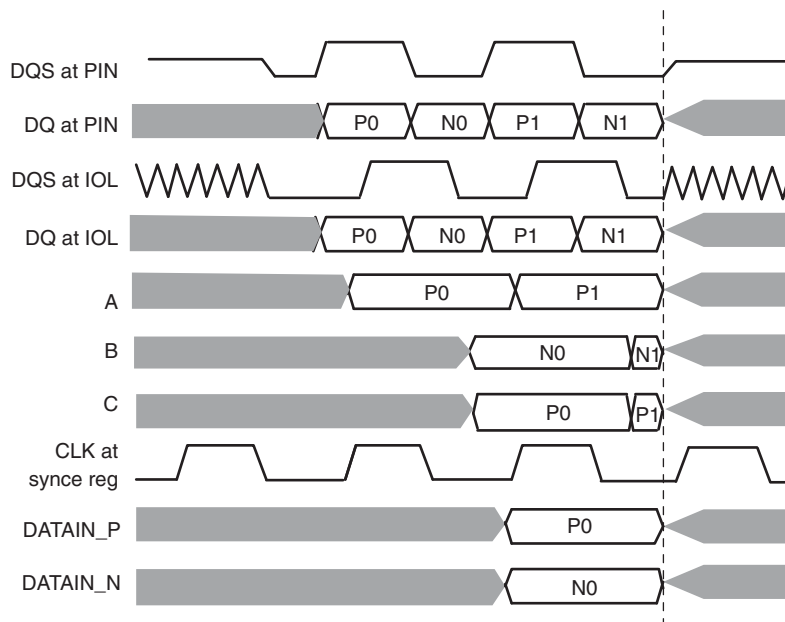 DQS at PIN
DQ at PIN P0 N0 P1 N1
DQS at IOL
DQ at IOL P0 N0 P1 N1
A P0 P1
B N0 N1
C P0 P1
CLK at
synce reg
DATAIN_P P0
DATAIN_N N0